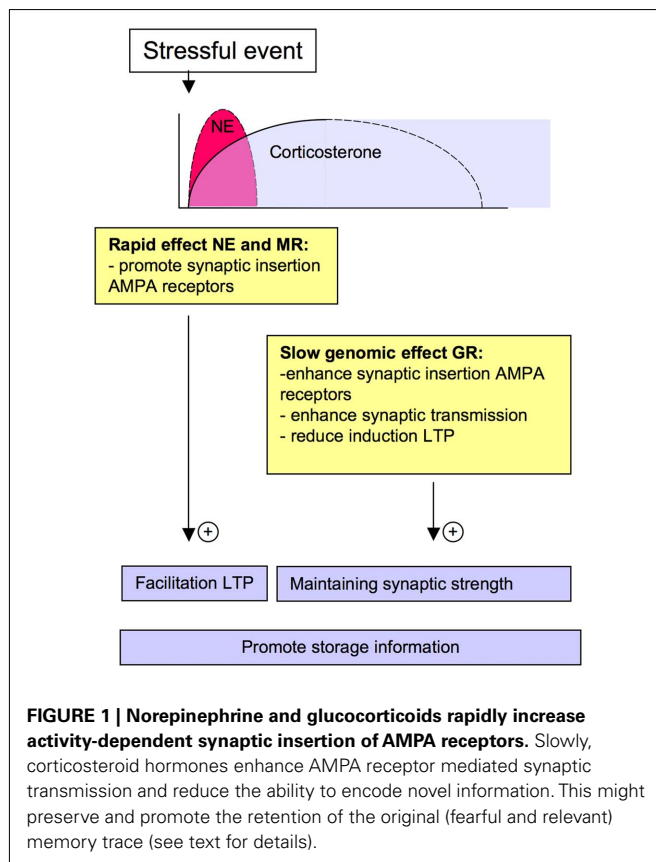 Stressful event
NE
Corticosterone
Rapid effect NE and MR:
- promote synaptic insertion
AMPA receptors
Slow genomic effect GR:
-enhance synaptic insertion AMPA
receptors
- enhance synaptic transmission
- reduce induction LTP
+
+
Facilitation LTP
Maintaining synaptic strength
Promote storage information
FIGURE 1 | Norepinephrine and glucocorticoids rapidly increase
activity-dependent synaptic insertion of AMPA receptors. Slowly,
corticosteroid hormones enhance AMPA receptor mediated synaptic
transmission and reduce the ability to encode novel information. This might
preserve and promote the retention of the original (fearful and relevant)
memory trace (see text for details).